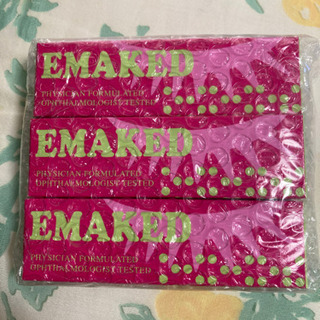 EMAKED
PHYSICIAN FORMULATED
OPHTHALMOLOGIST TESTED
EMAKED
PHYSICIAN FORMULATED
OPHTHALMOLOGIST TESTED
EMAKED
PHYSICIAN FORMULATED
OPHTHALMOLOGIST TESTED